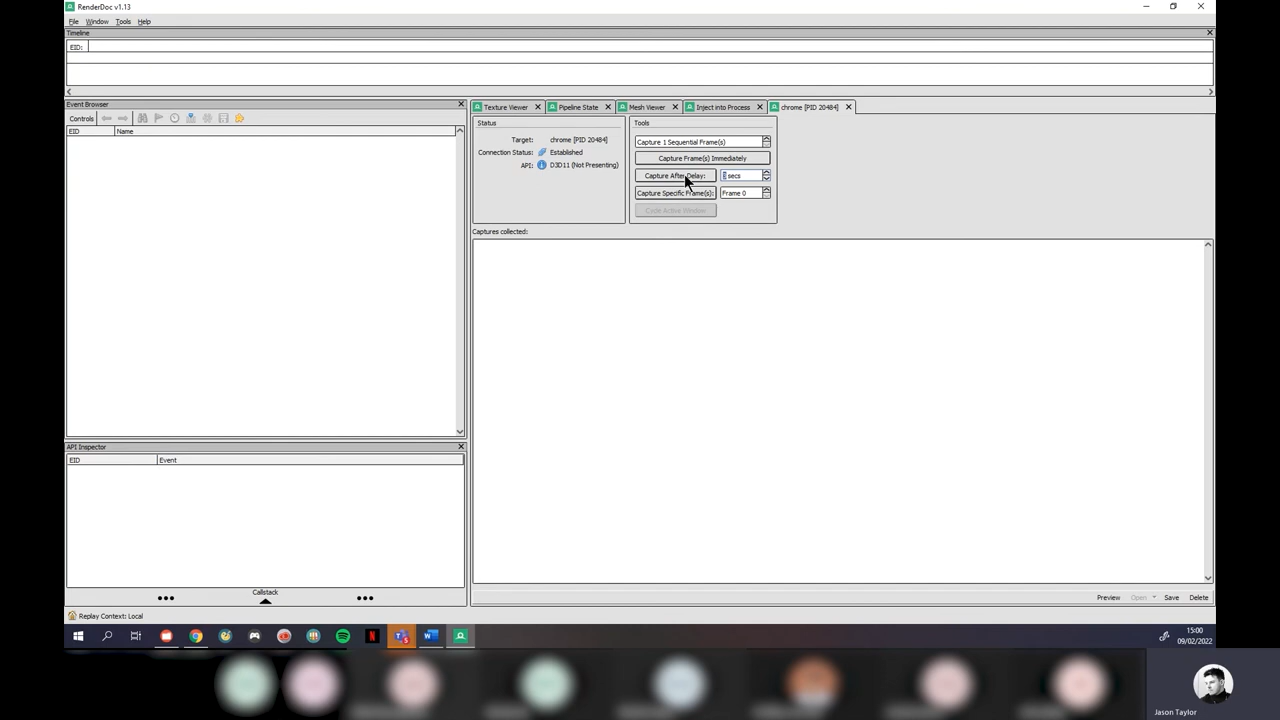 RenderDoc v1.13
File Window Tools Help
Timeline
EID:
Event Browser
Controls
EID Name
API Inspector
EID Event
Callstack
Replay Context: Local
Texture Viewer Pipeline State Mesh Viewer Inject into Process chrome [PID 20484]
Status
Target: chrome [PID 20484]
Connection Status: Established
API: D3D11 (Not Presenting)
Tools
Capture 1 Sequential Frame(s)
Capture Frame(s) Immediately
Capture After Delay: secs
Capture Specific Frame(s): Frame 0
Cycle Active Window
Captures collected:
Preview Open Save Delete
15:00
09/02/2022
Jason Taylor